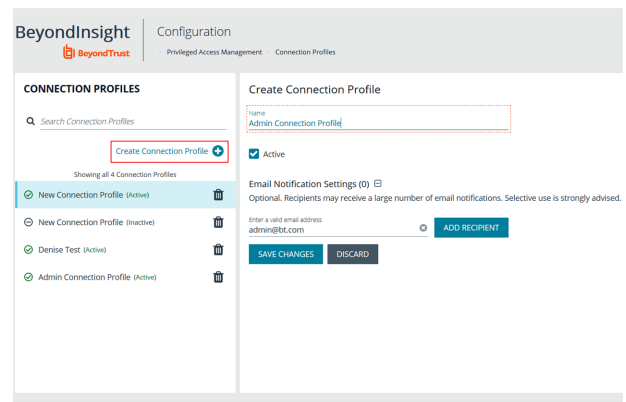 BeyondInsight
BeyondTrust
Configuration
Privileged Access Management
Connection Profiles
CONNECTION PROFILES
Search Connection Profiles
Create Connection Profile
Showing all 4 Connection Profiles
New Connection Profile (Active)
New Connection Profile (Inactive)
Denise Test (Active)
Admin Connection Profile (Active)
Create Connection Profile
Name
Admin Connection Profile
Active
Email Notification Settings (0)
Optional. Recipients may receive a large number of email notifications. Selective use is strongly advised.
Enter a valid email address
admin@bt.com
ADD RECIPIENT
SAVE CHANGES
DISCARD